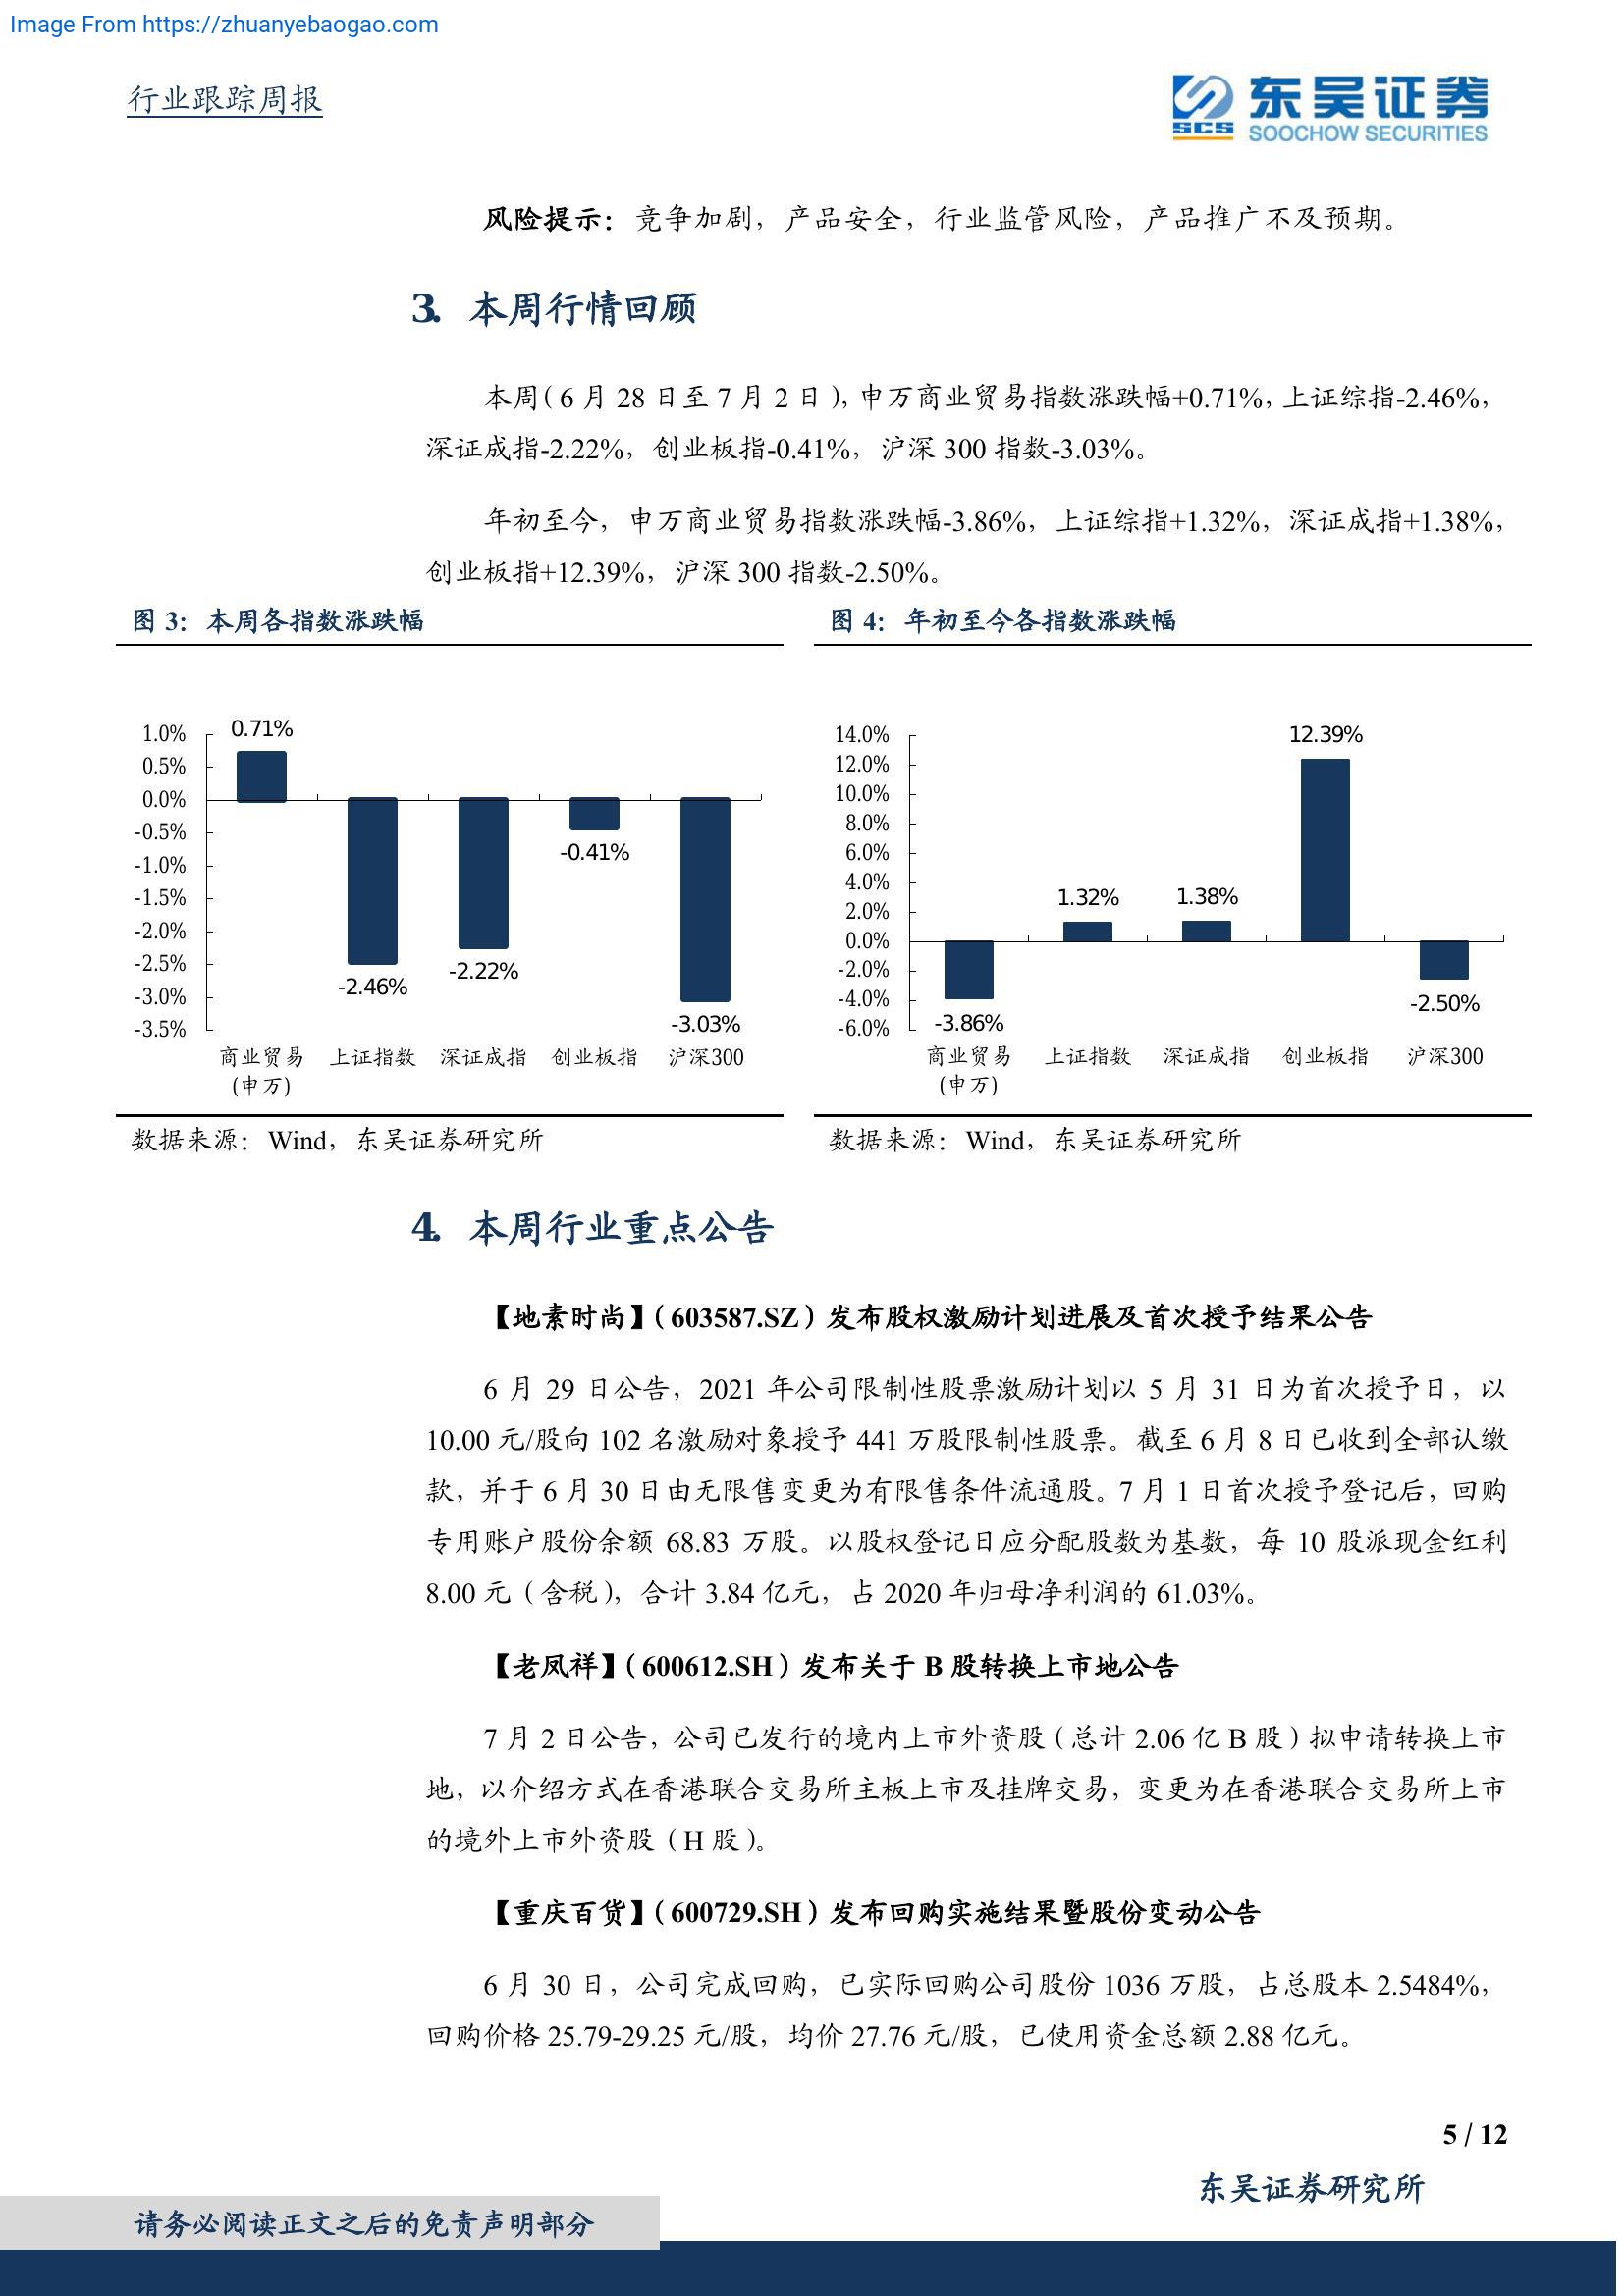 Image From https://zhuanyebaogao.com
行业跟踪周报
SCS
东吴证券
SOOCHOW SECURITIES
风险提示：竞争加剧，产品安全，行业监管风险，产品推广不及预期。
3. 本周行情回顾
本周（6 月 28 日至 7 月 2 日），申万商业贸易指数涨跌幅+0.71%，上证综指-2.46%，
深证成指-2.22%，创业板指-0.41%，沪深 300 指数-3.03%。
年初至今，申万商业贸易指数涨跌幅-3.86%，上证综指+1.32%，深证成指+1.38%，
创业板指+12.39%，沪深 300 指数-2.50%。
图 3：本周各指数涨跌幅
1.0%
0.5%
0.0%
-0.5%
-1.0%
-1.5%
-2.0%
-2.5%
-3.0%
-3.5%
0.71%
-2.46%
-2.22%
-0.41%
-3.03%
商业贸易 上证指数 深证成指 创业板指 沪深300
(申万)
数据来源：Wind，东吴证券研究所
图 4：年初至今各指数涨跌幅
14.0%
12.0%
10.0%
8.0%
6.0%
4.0%
2.0%
0.0%
-2.0%
-4.0%
-6.0%
-3.86%
1.32%
1.38%
12.39%
-2.50%
商业贸易 上证指数 深证成指 创业板指 沪深300
(申万)
数据来源：Wind，东吴证券研究所
4. 本周行业重点公告
【地素时尚】（603587.SZ）发布股权激励计划进展及首次授予结果公告
6 月 29 日公告，2021 年公司限制性股票激励计划以 5 月 31 日为首次授予日，以
10.00 元/股向 102 名激励对象授予 441 万股限制性股票。截至 6 月 8 日已收到全部认缴
款，并于 6 月 30 日由无限售变更为有限售条件流通股。7 月 1 日首次授予登记后，回购
专用账户股份余额 68.83 万股。以股权登记日应分配股数为基数，每 10 股派现金红利
8.00 元（含税），合计 3.84 亿元，占 2020 年归母净利润的 61.03%。
【老凤祥】（600612.SH）发布关于 B 股转换上市地公告
7 月 2 日公告，公司已发行的境内上市外资股（总计 2.06 亿 B 股）拟申请转换上市
地，以介绍方式在香港联合交易所主板上市及挂牌交易，变更为在香港联合交易所上市
的境外上市外资股（H 股）。
【重庆百货】（600729.SH）发布回购实施结果暨股份变动公告
6 月 30 日，公司完成回购，已实际回购公司股份 1036 万股，占总股本 2.5484%，
回购价格 25.79-29.25 元/股，均价 27.76 元/股，已使用资金总额 2.88 亿元。
5 / 12
东吴证券研究所
请务必阅读正文之后的免责声明部分